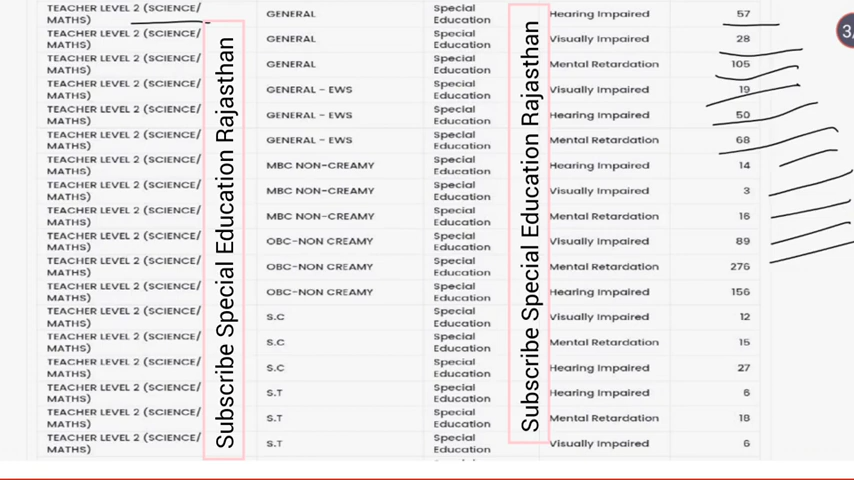 TEACHER LEVEL 2 (SCIENCE/ MATHS) GENERAL Special Education Hearing Impaired 57
TEACHER LEVEL 2 (SCIENCE/ MATHS) GENERAL Special Education Visually Impaired 28
TEACHER LEVEL 2 (SCIENCE/ MATHS) GENERAL Special Education Mental Retardation 105
TEACHER LEVEL 2 (SCIENCE/ MATHS) GENERAL - EWS Special Education Visually Impaired 19
TEACHER LEVEL 2 (SCIENCE/ MATHS) GENERAL - EWS Special Education Hearing Impaired 50
TEACHER LEVEL 2 (SCIENCE/ MATHS) GENERAL - EWS Special Education Mental Retardation 68
TEACHER LEVEL 2 (SCIENCE/ MATHS) MBC NON-CREAMY Special Education Hearing Impaired 14
TEACHER LEVEL 2 (SCIENCE/ MATHS) MBC NON-CREAMY Special Education Visually Impaired 3
TEACHER LEVEL 2 (SCIENCE/ MATHS) MBC NON-CREAMY Special Education Mental Retardation 16
TEACHER LEVEL 2 (SCIENCE/ MATHS) OBC-NON CREAMY Special Education Visually Impaired 89
TEACHER LEVEL 2 (SCIENCE/ MATHS) OBC-NON CREAMY Special Education Mental Retardation 276
TEACHER LEVEL 2 (SCIENCE/ MATHS) OBC-NON CREAMY Special Education Hearing Impaired 156
TEACHER LEVEL 2 (SCIENCE/ MATHS) S.C Special Education Visually Impaired 12
TEACHER LEVEL 2 (SCIENCE/ MATHS) S.C Special Education Mental Retardation 15
TEACHER LEVEL 2 (SCIENCE/ MATHS) S.C Special Education Hearing Impaired 27
TEACHER LEVEL 2 (SCIENCE/ MATHS) S.T Special Education Hearing Impaired 6
TEACHER LEVEL 2 (SCIENCE/ MATHS) S.T Special Education Mental Retardation 18
TEACHER LEVEL 2 (SCIENCE/ MATHS) S.T Special Education Visually Impaired 6
Subscribe Special Education Rajasthan
Subscribe Special Education Rajasthan